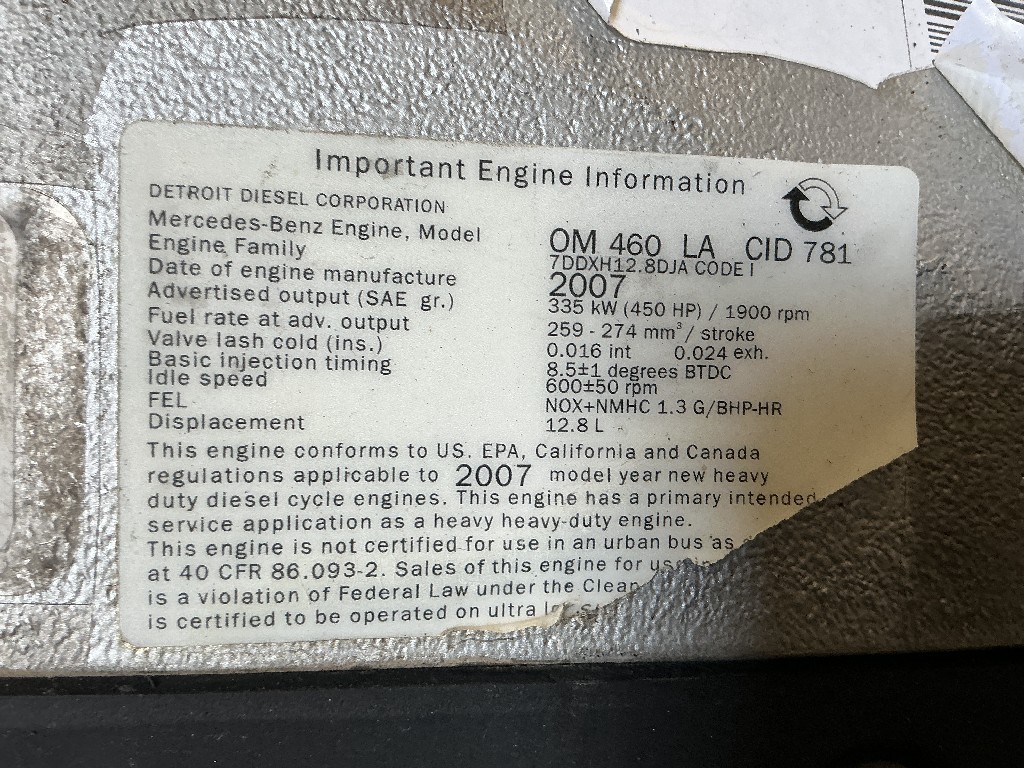 Important Engine Information
DETROIT DIESEL CORPORATION
Mercedes-Benz Engine, Model OM 460 LA CID 781
Engine Family 7DDXH12.8DJA CODE I
Date of engine manufacture 2007
Advertised output (SAE gr.) 335 kW (450 HP) / 1900 rpm
Fuel rate at adv. output 259 - 274 mm³ / stroke
Valve lash cold (ins.) 0.016 int 0.024 exh.
Basic injection timing 8.5±1 degrees BTDC
Idle speed 600±50 rpm
FEL NOX+NMHC 1.3 G/BHP-HR
Displacement 12.8 L
This engine conforms to US. EPA, California and Canada
regulations applicable to 2007 model year new heavy
duty diesel cycle engines. This engine has a primary intended
service application as a heavy heavy-duty engine.
This engine is not certified for use in an urban bus as
at 40 CFR 86.093-2. Sales of this engine for
is a violation of Federal Law under the Clean
is certified to be operated on ultra